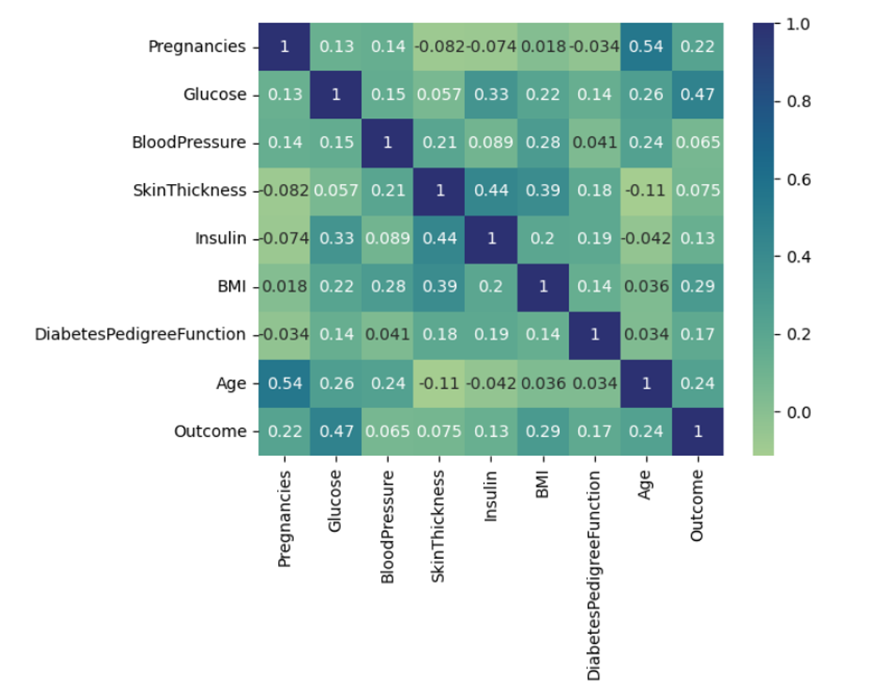 Pregnancies 1 0.13 0.14 -0.082 -0.074 0.018 -0.034 0.54 0.22
Glucose 0.13 1 0.15 0.057 0.33 0.22 0.14 0.26 0.47
BloodPressure 0.14 0.15 1 0.21 0.089 0.28 0.041 0.24 0.065
SkinThickness -0.082 0.057 0.21 1 0.44 0.39 0.18 -0.11 0.075
Insulin -0.074 0.33 0.089 0.44 1 0.2 0.19 -0.042 0.13
BMI 0.018 0.22 0.28 0.39 0.2 1 0.14 0.036 0.29
DiabetesPedigreeFunction -0.034 0.14 0.041 0.18 0.19 0.14 1 0.034 0.17
Age 0.54 0.26 0.24 -0.11 -0.042 0.036 0.034 1 0.24
Outcome 0.22 0.47 0.065 0.075 0.13 0.29 0.17 0.24 1
Pregnancies
Glucose
BloodPressure
SkinThickness
Insulin
BMI
DiabetesPedigreeFunction
Age
Outcome
1.0
0.8
0.6
0.4
0.2
0.0